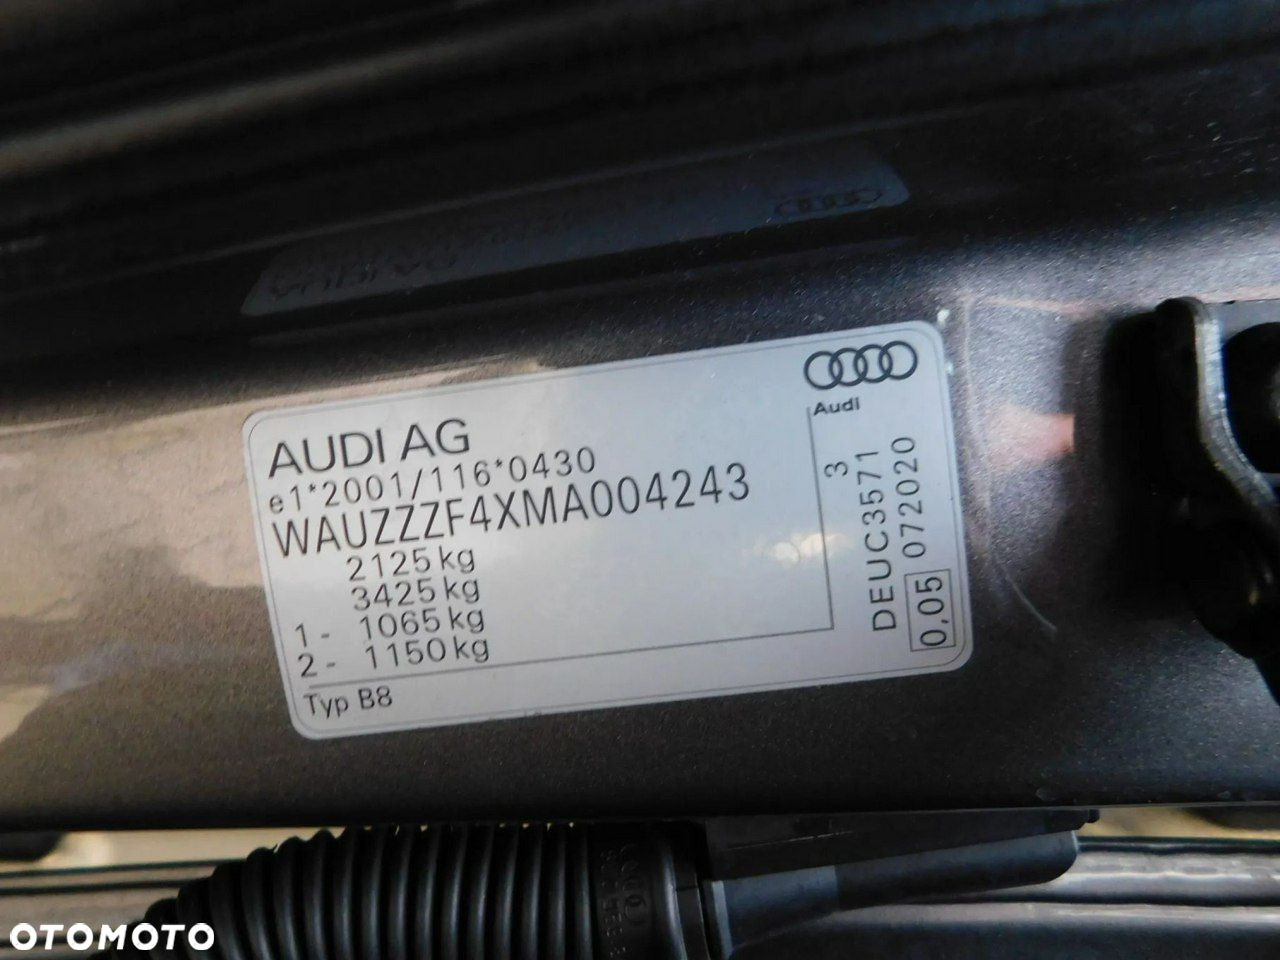 Audi
AUDI AG
e1*2001/116*0430
WAUZZZF4XMA004243
2125 kg
3425 kg
1 - 1065 kg
2 - 1150 kg
Typ B8
3
DEUC3571
0,05 072020
OTOMOTO